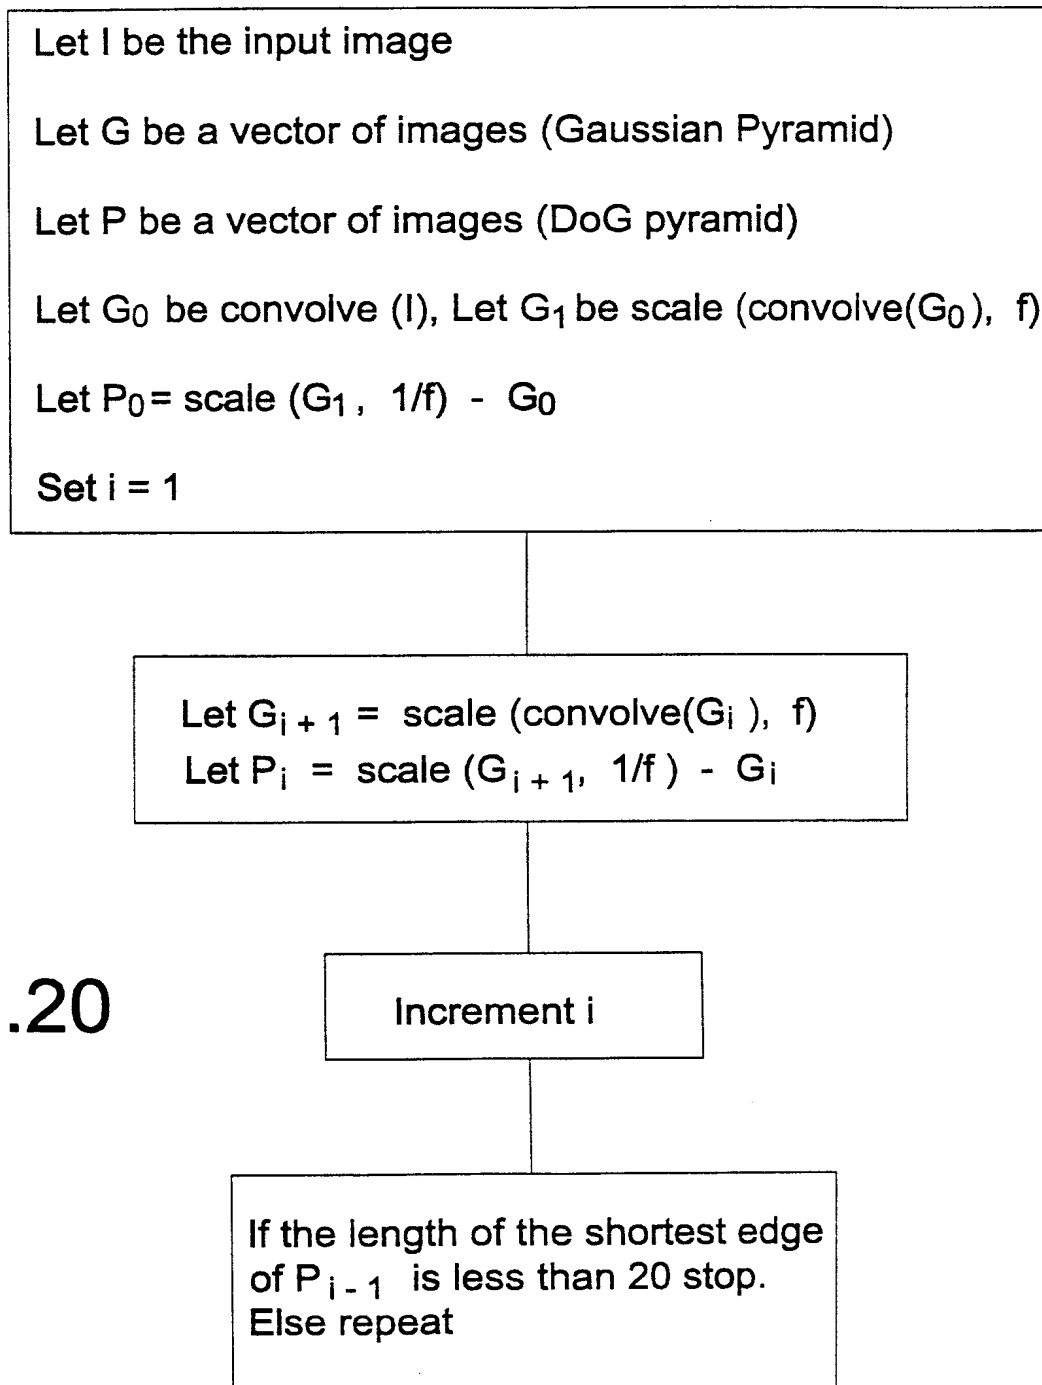 Let I be the input image
Let G be a vector of images (Gaussian Pyramid)
Let P be a vector of images (DoG pyramid)
Let G0 be convolve (I), Let G1 be scale (convolve(G0), f)
Let P0 = scale (G1, 1/f) - G0
Set i = 1
Let Gi + 1 = scale (convolve(Gi), f)
Let Pi = scale (Gi + 1, 1/f) - Gi
.20
Increment i
If the length of the shortest edge
of Pi - 1 is less than 20 stop.
Else repeat